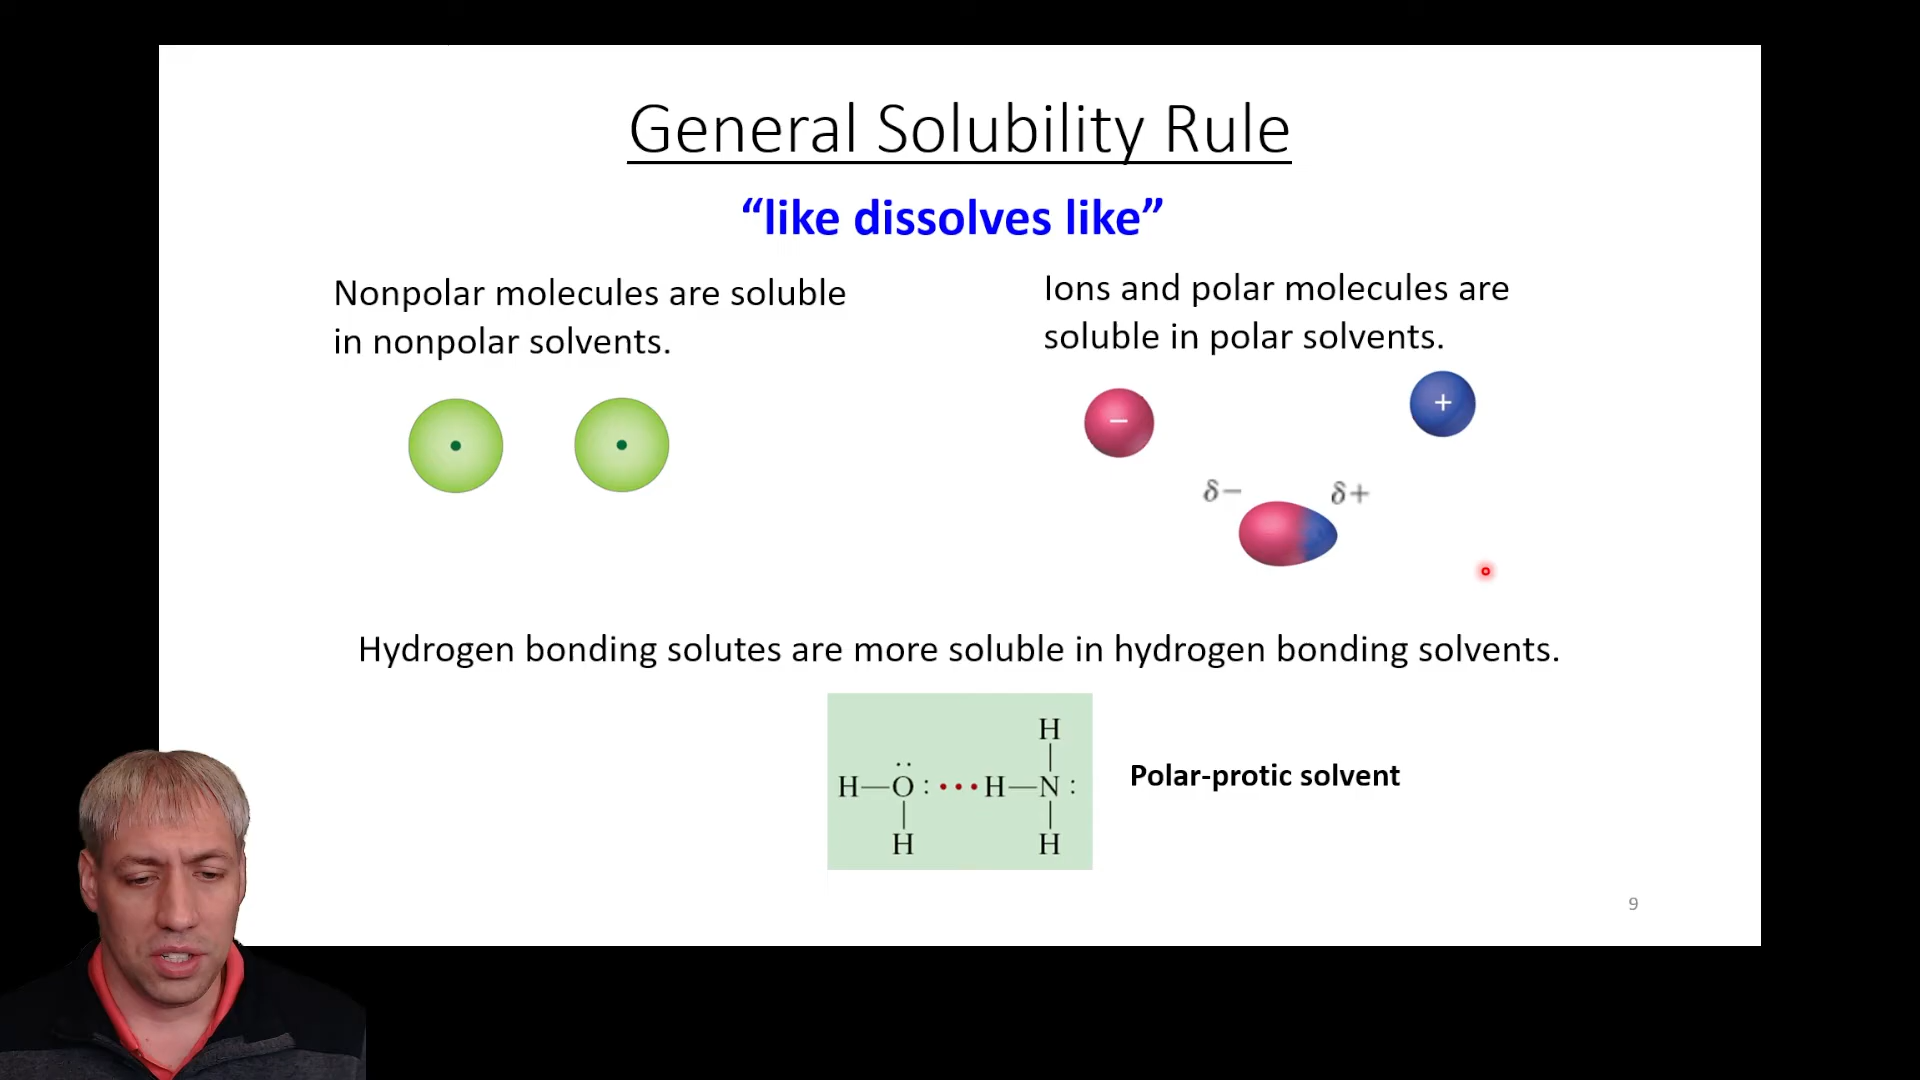 General Solubility Rule
“like dissolves like”
Nonpolar molecules are soluble
in nonpolar solvents.
Ions and polar molecules are
soluble in polar solvents.
− +
δ− δ+
Hydrogen bonding solutes are more soluble in hydrogen bonding solvents.
H
H—O:•••H—N:
H H
Polar-protic solvent
9